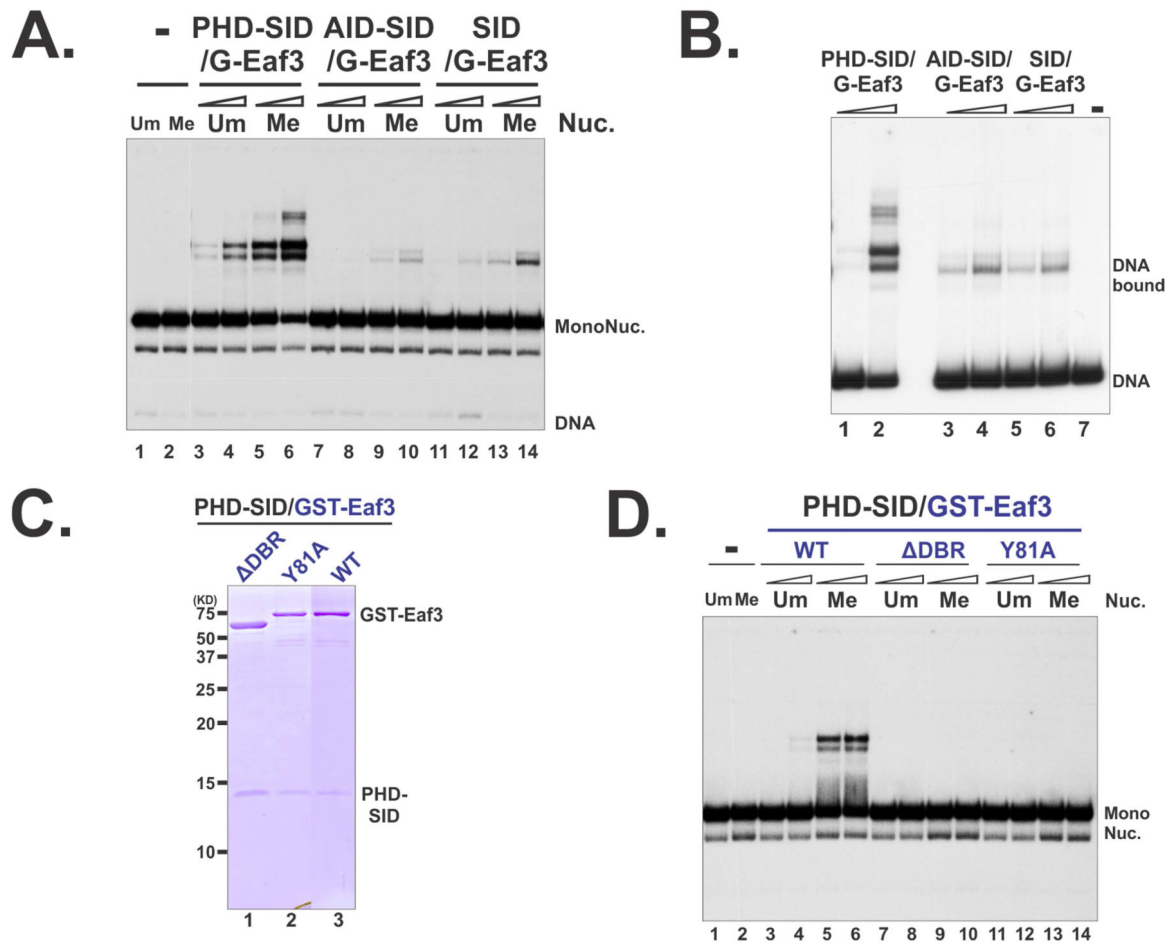 A.
- PHD-SID AID-SID SID
/G-Eaf3 /G-Eaf3 /G-Eaf3
Um Me Um Me Um Me Um Me Nuc.
MonoNuc.
DNA
1 2 3 4 5 6 7 8 9 10 11 12 13 14
B.
PHD-SID/ AID-SID/ SID/
G-Eaf3 G-Eaf3 G-Eaf3 -
DNA
bound
DNA
1 2 3 4 5 6 7
C.
PHD-SID/GST-Eaf3
ΔDBR Y81A WT
(KD)
75 GST-Eaf3
50
37
25
20
15
PHD-
SID
10
1 2 3
D.
PHD-SID/GST-Eaf3
- WT ΔDBR Y81A
Um Me Um Me Um Me Um Me Nuc.
Mono
Nuc.
1 2 3 4 5 6 7 8 9 10 11 12 13 14